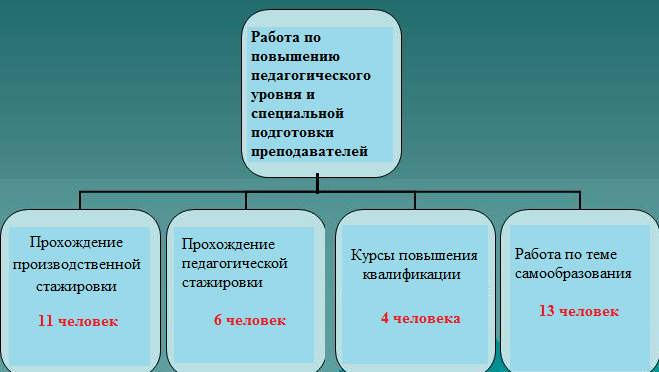 Работа по
повышению
педагогического
уровня и
специальной
подготовки
преподавателей
Прохождение
производственной
стажировки
11 человек
Прохождение
педагогической
стажировки
6 человек
Курсы повышения
квалификации
4 человека
Работа по теме
самообразования
13 человек